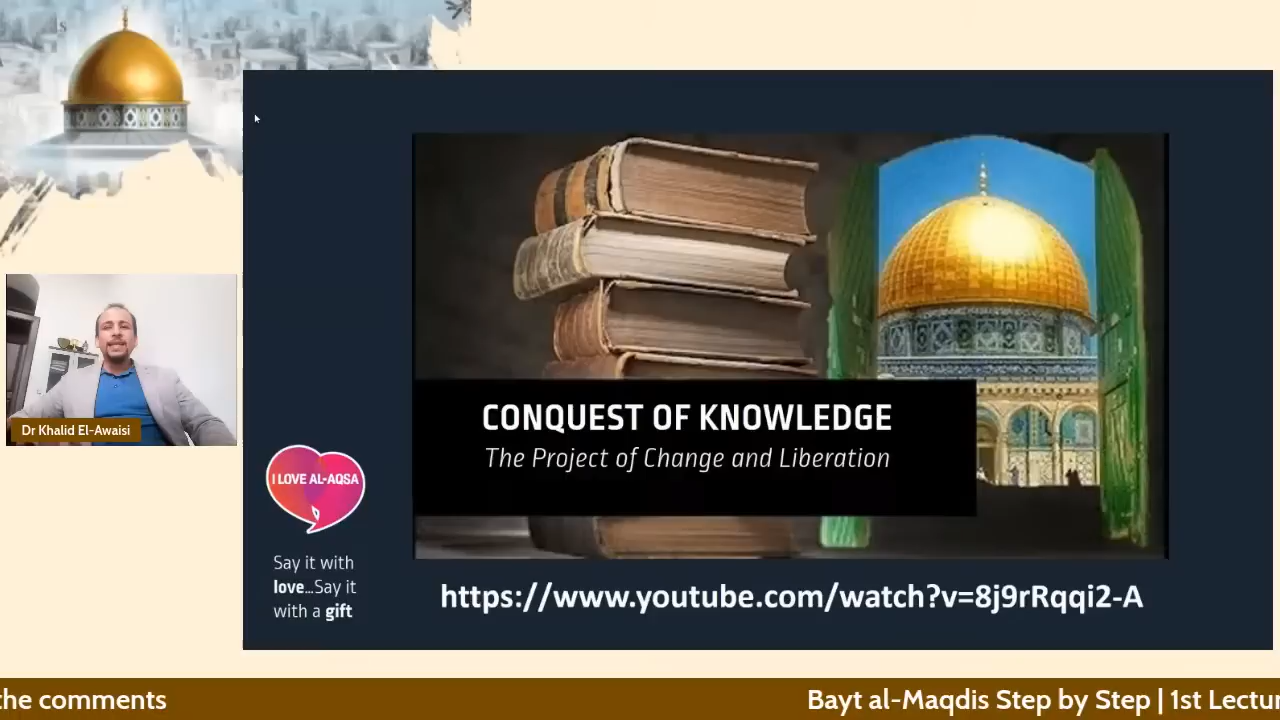 CONQUEST OF KNOWLEDGE
The Project of Change and Liberation
Dr Khalid El-Awaisi
I LOVE AL-AQSA
Say it with
love...Say it
with a gift
https://www.youtube.com/watch?v=8j9rRqqi2-A
the comments
Bayt al-Maqdis Step by Step | 1st Lectur